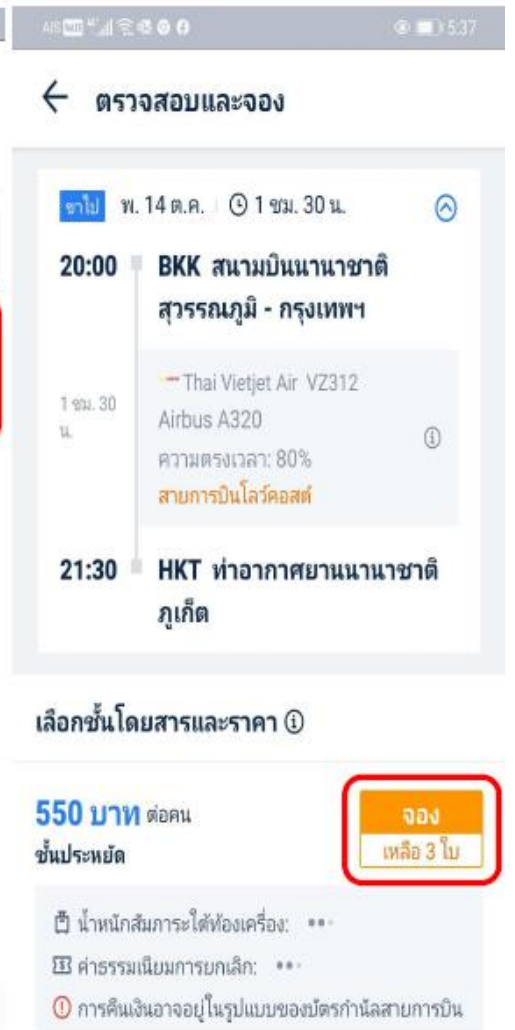 AIS 5:37
← ตรวจสอบและจอง
ขาไป พ. 14 ต.ค. 1 ชม. 30 น.
20:00 BKK สนามบินนานาชาติ
สุวรรณภูมิ - กรุงเทพฯ
1 ชม. 30
น.
Thai Vietjet Air VZ312
Airbus A320
ความตรงเวลา: 80%
สายการบินโลว์คอสต์
21:30 HKT ท่าอากาศยานนานาชาติ
ภูเก็ต
เลือกชั้นโดยสารและราคา
550 บาท ต่อคน
จอง
ชั้นประหยัด
เหลือ 3 ใบ
น้ำหนักสัมภาระใต้ท้องเครื่อง:
ค่าธรรมเนียมการยกเลิก:
การคืนเงินอาจอยู่ในรูปแบบของบัตรกำนัลสายการบิน